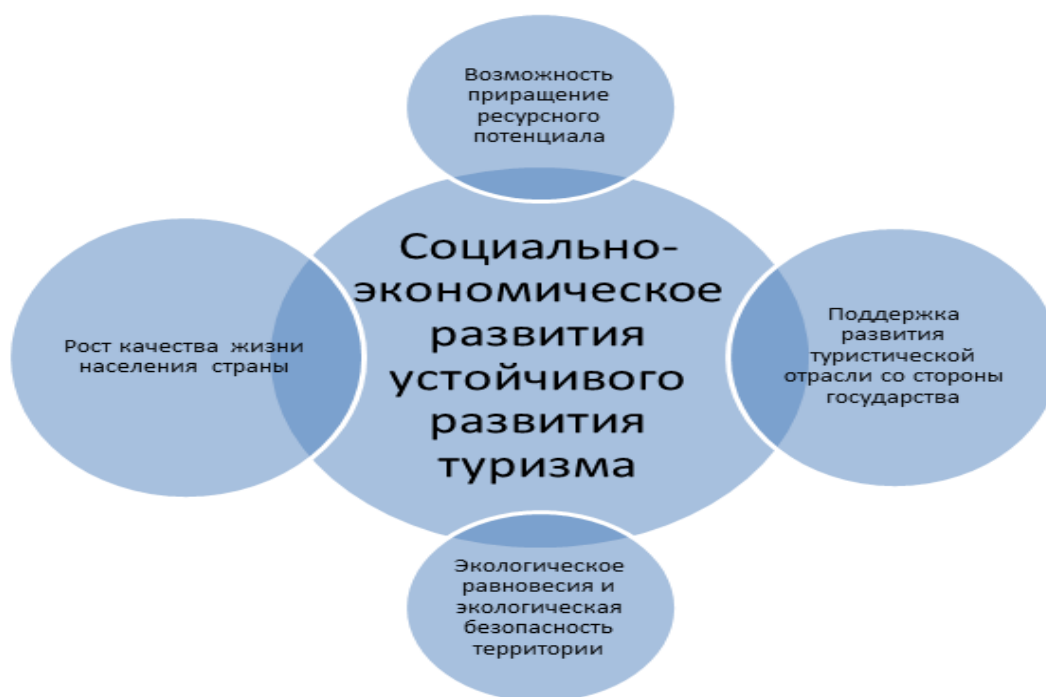 Возможность
приращение
ресурсного
потенциала
Социально-
экономическое
развития
устойчивого
развития
туризма
Рост качества жизни
населения страны
Поддержка
развития
туристической
отрасли со стороны
государства
Экологическое
равновесия и
экологическая
безопасность
территории